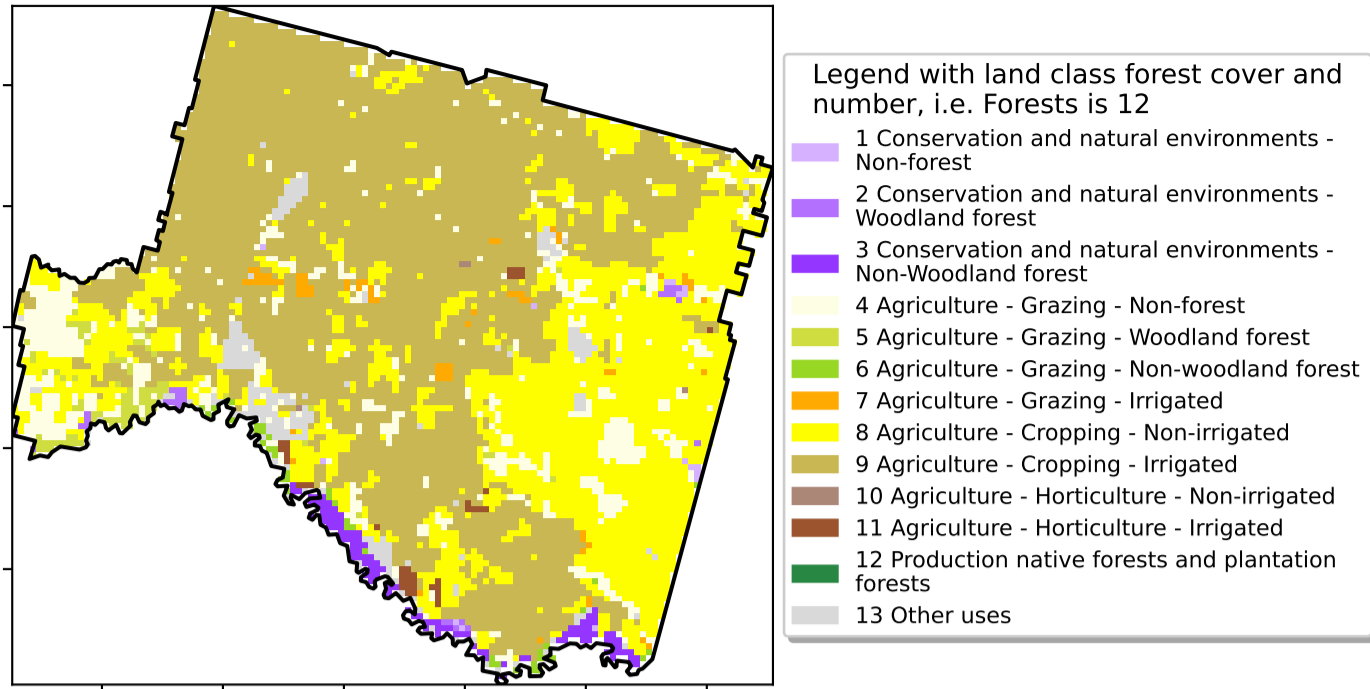 Legend with land class forest cover and
number, i.e. Forests is 12
1 Conservation and natural environments -
Non-forest
2 Conservation and natural environments -
Woodland forest
3 Conservation and natural environments -
Non-Woodland forest
4 Agriculture - Grazing - Non-forest
5 Agriculture - Grazing - Woodland forest
6 Agriculture - Grazing - Non-woodland forest
7 Agriculture - Grazing - Irrigated
8 Agriculture - Cropping - Non-irrigated
9 Agriculture - Cropping - Irrigated
10 Agriculture - Horticulture - Non-irrigated
11 Agriculture - Horticulture - Irrigated
12 Production native forests and plantation
forests
13 Other uses